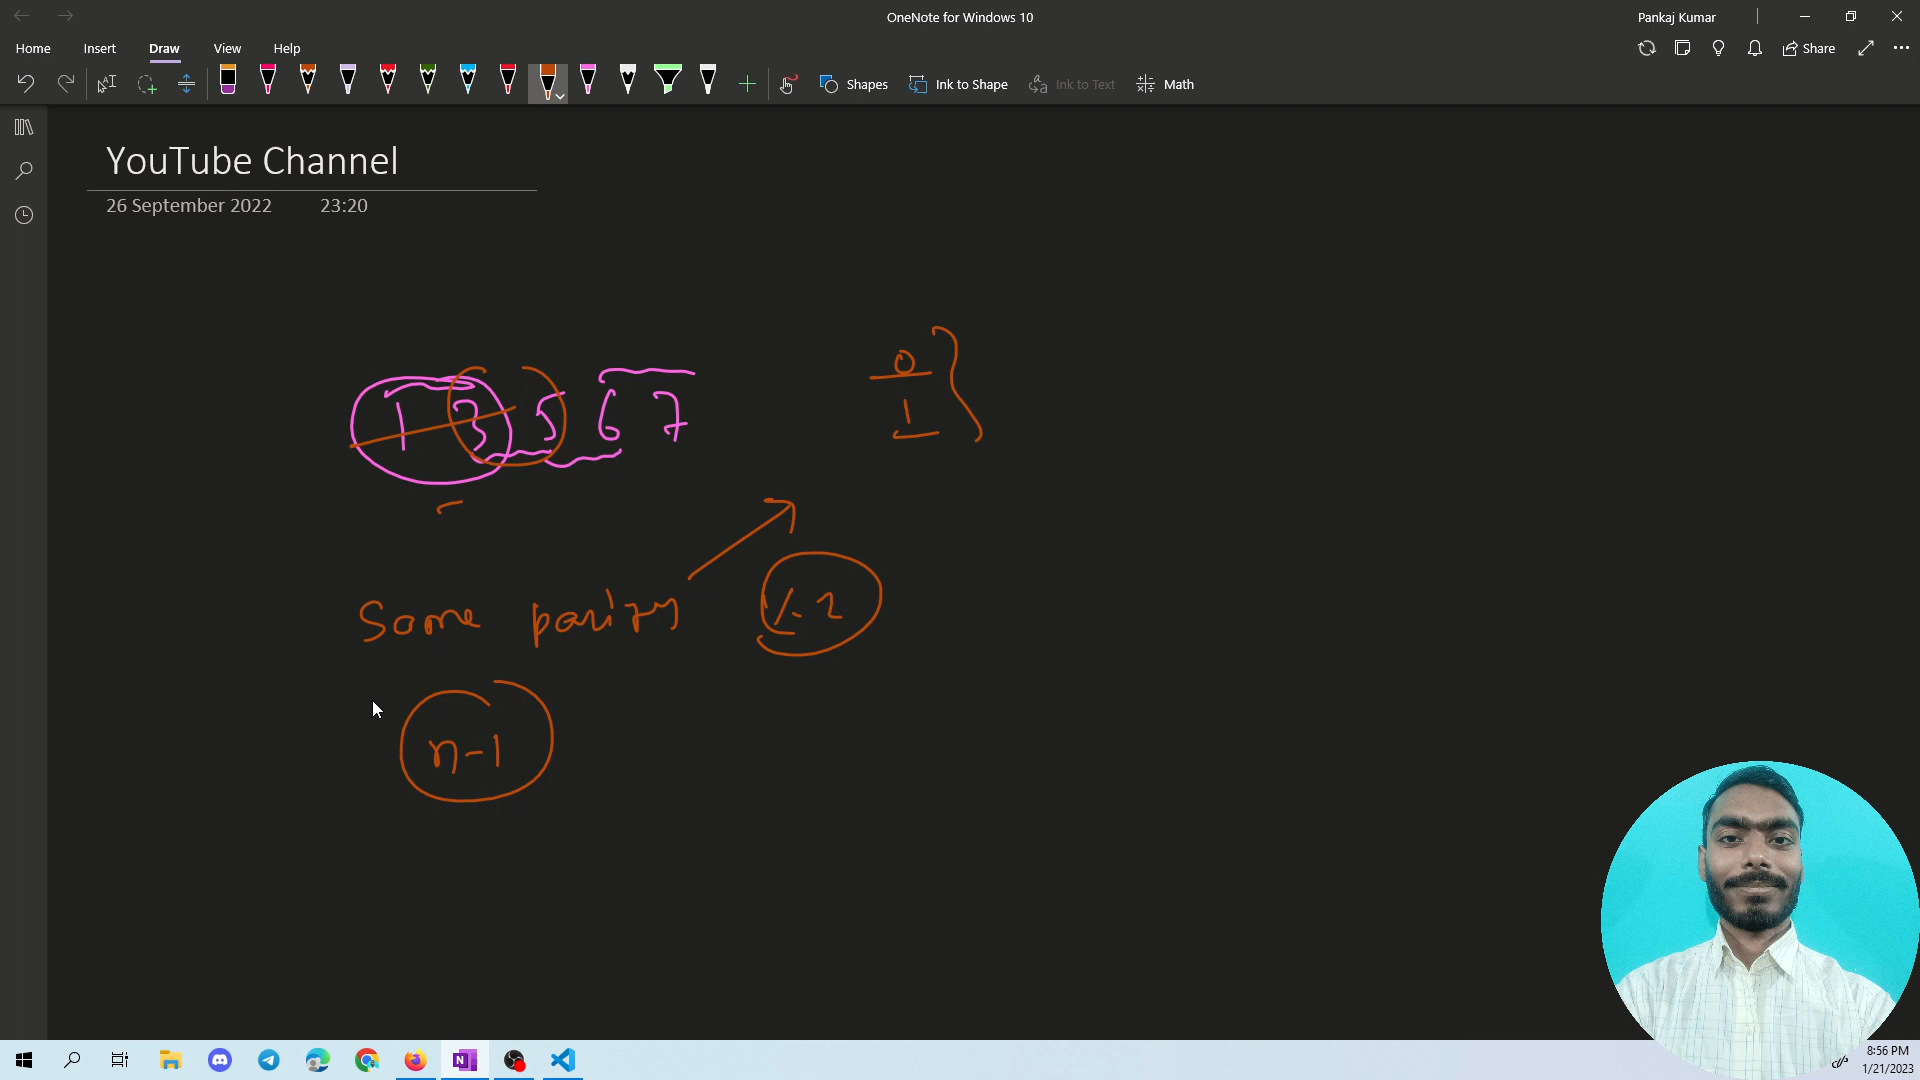 OneNote for Windows 10
Pankaj Kumar
Home Insert Draw View Help
Share
Shapes Ink to Shape Ink to Text Math
YouTube Channel
26 September 2022 23:20
0
1
1 3 5 6 7
Same parity % 2
n-1
8:56 PM
1/21/2023